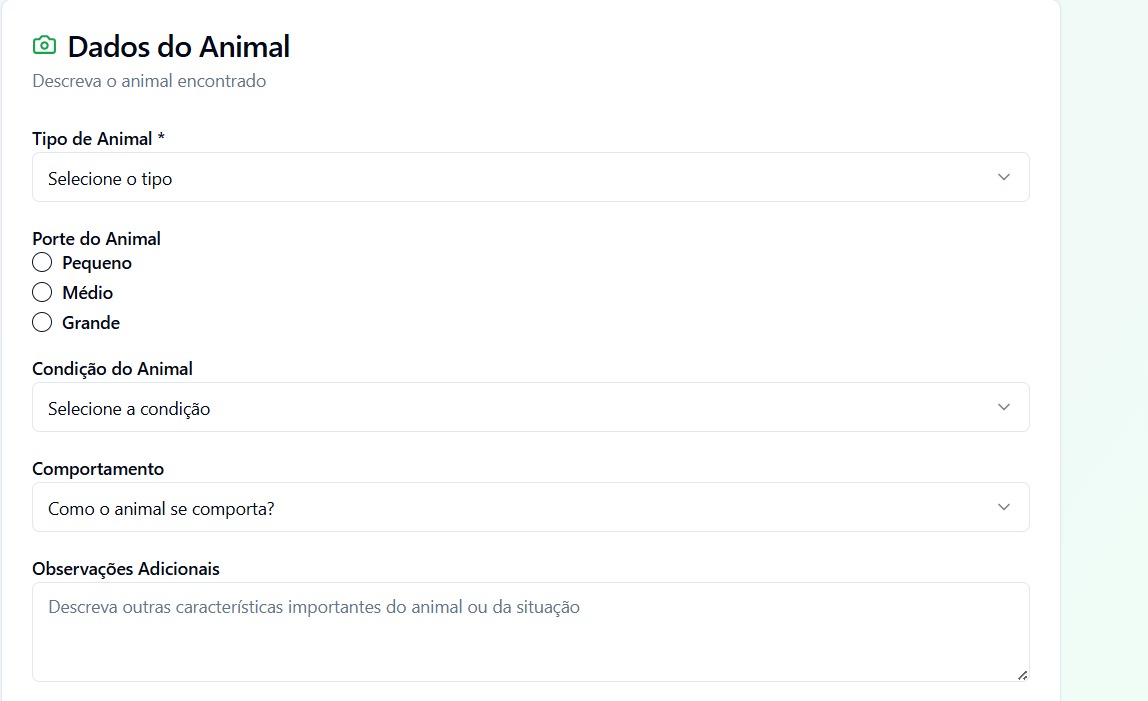 Dados do Animal
Descreva o animal encontrado
Tipo de Animal *
Selecione o tipo
Porte do Animal
Pequeno
Médio
Grande
Condição do Animal
Selecione a condição
Comportamento
Como o animal se comporta?
Observações Adicionais
Descreva outras características importantes do animal ou da situação